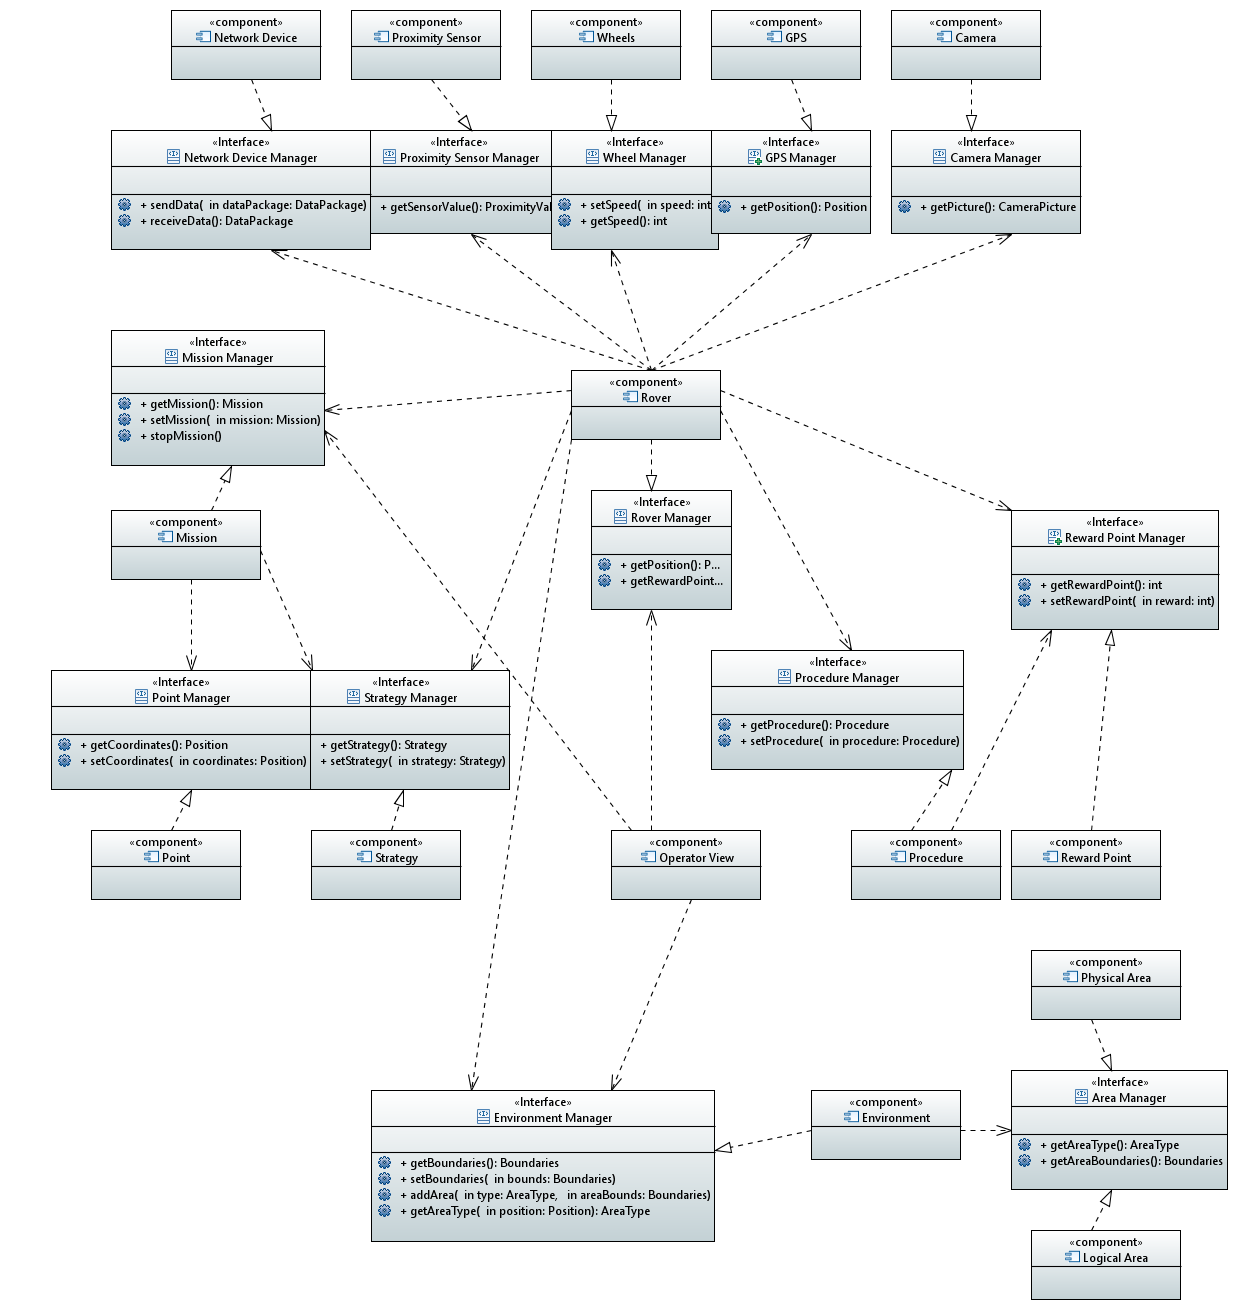 «component»
Network Device
«component»
Proximity Sensor
«component»
Wheels
«component»
GPS
«component»
Camera
«Interface»
Network Device Manager
+ sendData( in dataPackage: DataPackage)
+ receiveData(): DataPackage
«Interface»
Proximity Sensor Manager
+ getSensorValue(): ProximityVal
«Interface»
Wheel Manager
+ setSpeed( in speed: int
+ getSpeed(): int
«Interface»
GPS Manager
+ getPosition(): Position
«Interface»
Camera Manager
+ getPicture(): CameraPicture
«Interface»
Mission Manager
+ getMission(): Mission
+ setMission( in mission: Mission)
+ stopMission()
«component»
Rover
«Interface»
Rover Manager
+ getPosition(): P...
+ getRewardPoint...
«component»
Mission
«Interface»
Reward Point Manager
+ getRewardPoint(): int
+ setRewardPoint( in reward: int)
«Interface»
Point Manager
+ getCoordinates(): Position
+ setCoordinates( in coordinates: Position)
«Interface»
Strategy Manager
+ getStrategy(): Strategy
+ setStrategy( in strategy: Strategy)
«Interface»
Procedure Manager
+ getProcedure(): Procedure
+ setProcedure( in procedure: Procedure)
«component»
Point
«component»
Strategy
«component»
Operator View
«component»
Procedure
«component»
Reward Point
«component»
Physical Area
«Interface»
Environment Manager
+ getBoundaries(): Boundaries
+ setBoundaries( in bounds: Boundaries)
+ addArea( in type: AreaType, in areaBounds: Boundaries)
+ getAreaType( in position: Position): AreaType
«component»
Environment
«Interface»
Area Manager
+ getAreaType(): AreaType
+ getAreaBoundaries(): Boundaries
«component»
Logical Area